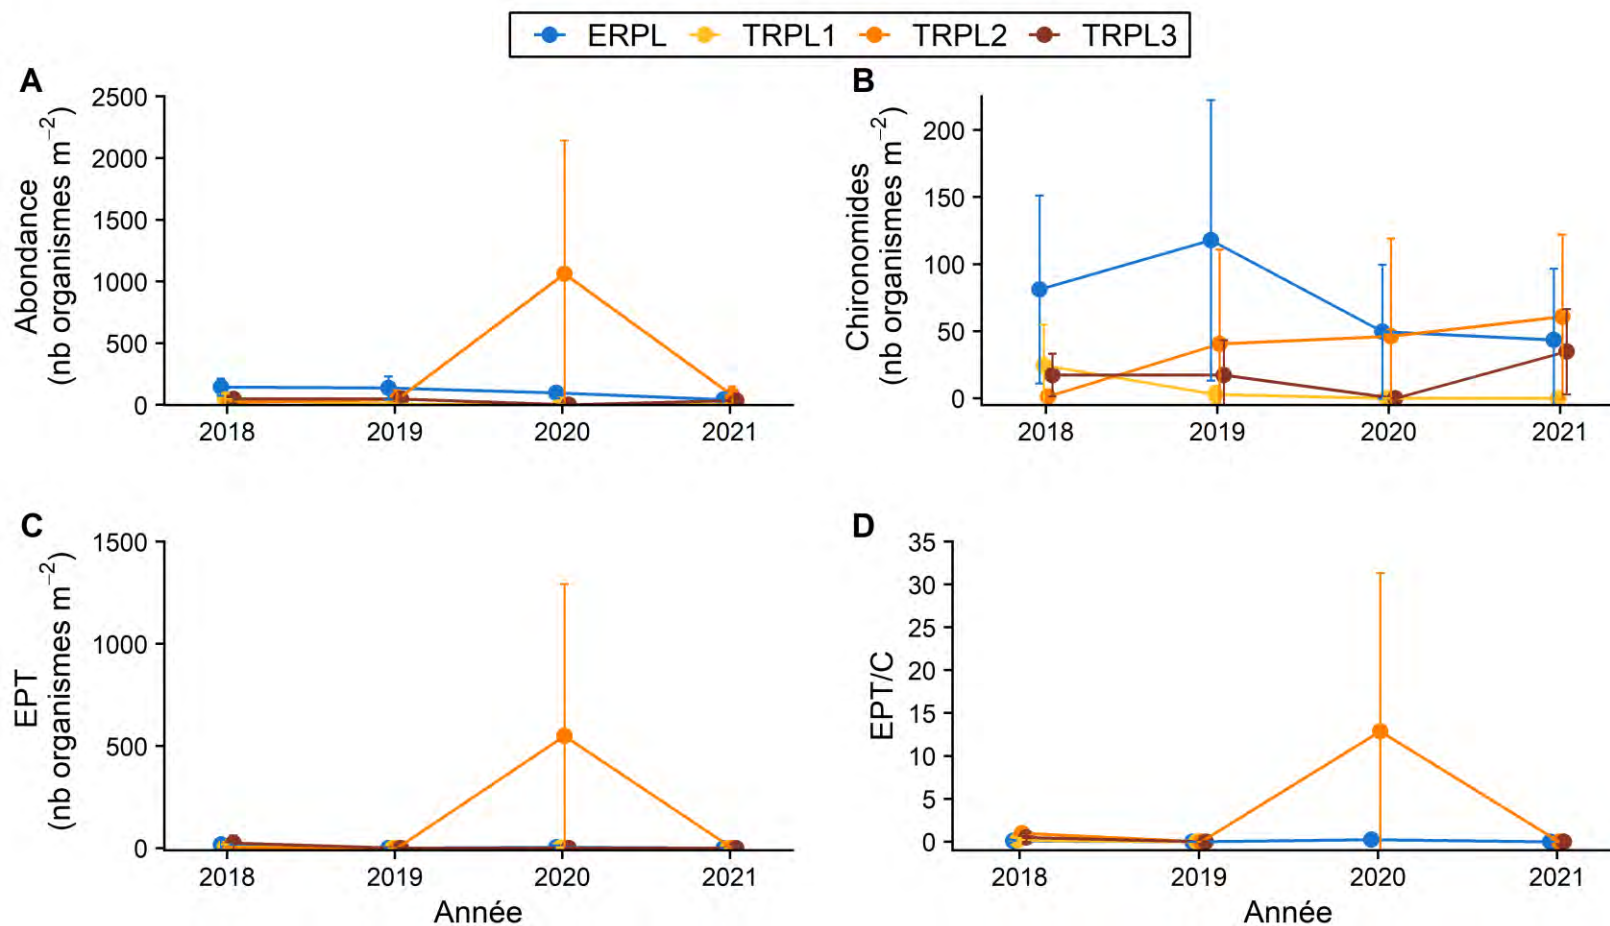 ERPL TRPL1 TRPL2 TRPL3
A
Abondance
(nb organismes m⁻²)
2500
2000
1500
1000
500
0
2018 2019 2020 2021
B
Chironomides
(nb organismes m⁻²)
200
150
100
50
0
2018 2019 2020 2021
C
EPT
(nb organismes m⁻²)
1500
1000
500
0
2018 2019 2020 2021
Année
D
EPT/C
35
30
25
20
15
10
5
0
2018 2019 2020 2021
Année